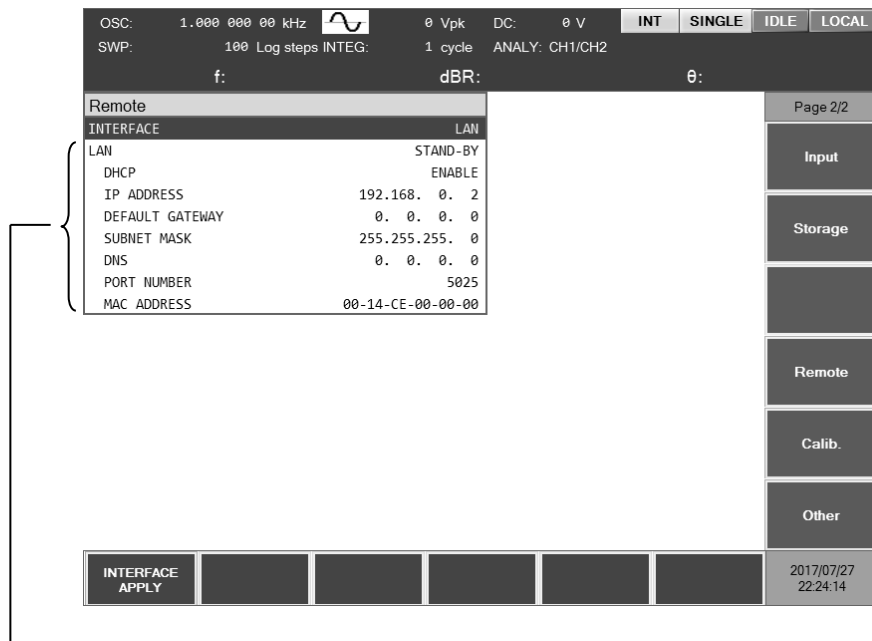 OSC: 1.000 000 00 kHz 0 Vpk DC: 0 V INT SINGLE IDLE LOCAL
SWP: 100 Log steps INTEG: 1 cycle ANALY: CH1/CH2
f: dBR: θ:
Remote
INTERFACE LAN
LAN STAND-BY
DHCP ENABLE
IP ADDRESS 192.168. 0. 2
DEFAULT GATEWAY 0. 0. 0. 0
SUBNET MASK 255.255.255. 0
DNS 0. 0. 0. 0
PORT NUMBER 5025
MAC ADDRESS 00-14-CE-00-00-00
Page 2/2
Input
Storage
Remote
Calib.
Other
INTERFACE
APPLY
2017/07/27
22:24:14